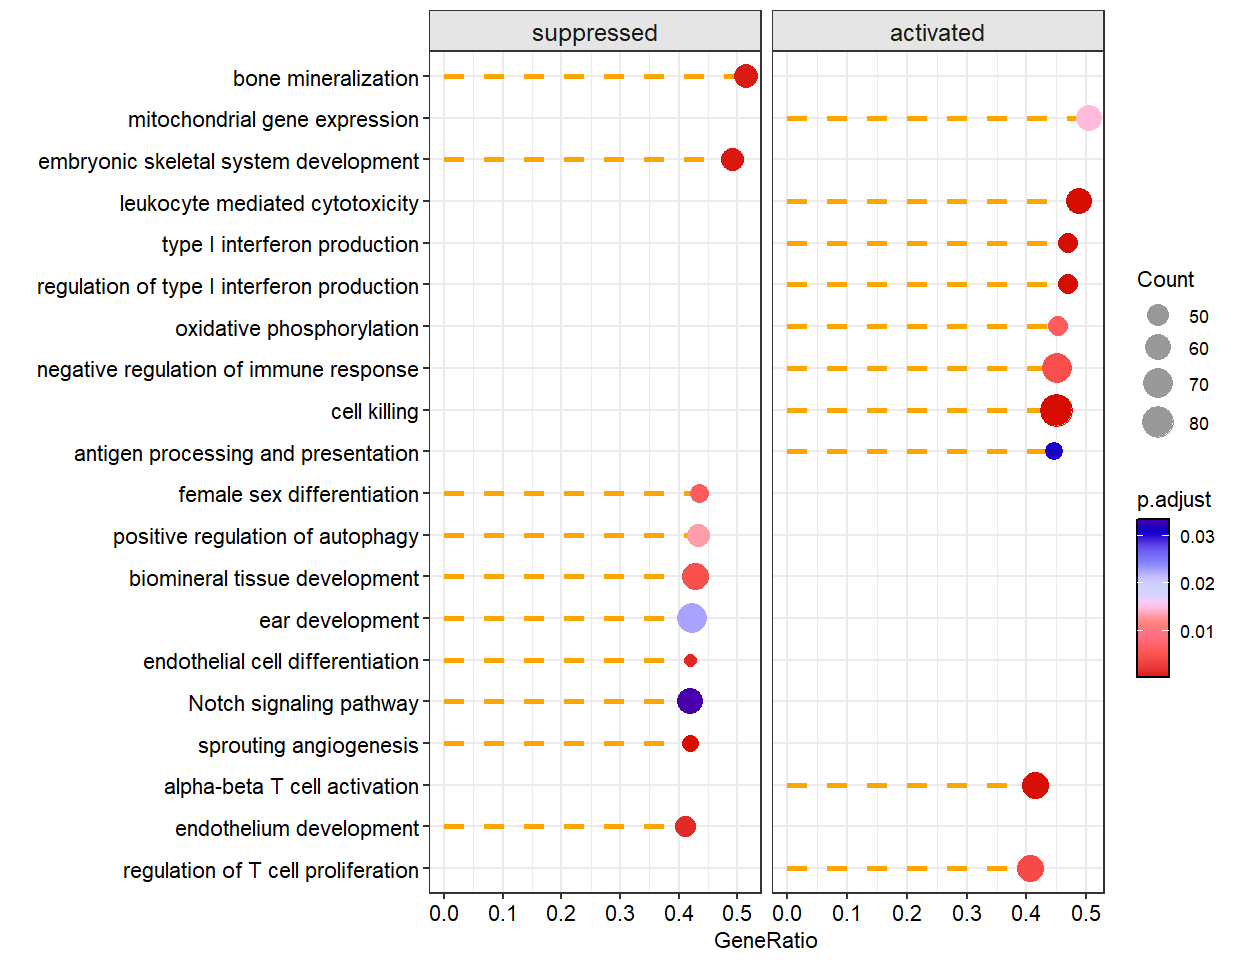 suppressed
activated
bone mineralization
mitochondrial gene expression
embryonic skeletal system development
leukocyte mediated cytotoxicity
type I interferon production
regulation of type I interferon production
oxidative phosphorylation
negative regulation of immune response
cell killing
antigen processing and presentation
female sex differentiation
positive regulation of autophagy
biomineral tissue development
ear development
endothelial cell differentiation
Notch signaling pathway
sprouting angiogenesis
alpha-beta T cell activation
endothelium development
regulation of T cell proliferation
0.0 0.1 0.2 0.3 0.4 0.5
0.0 0.1 0.2 0.3 0.4 0.5
GeneRatio
Count
50
60
70
80
p.adjust
0.03
0.02
0.01